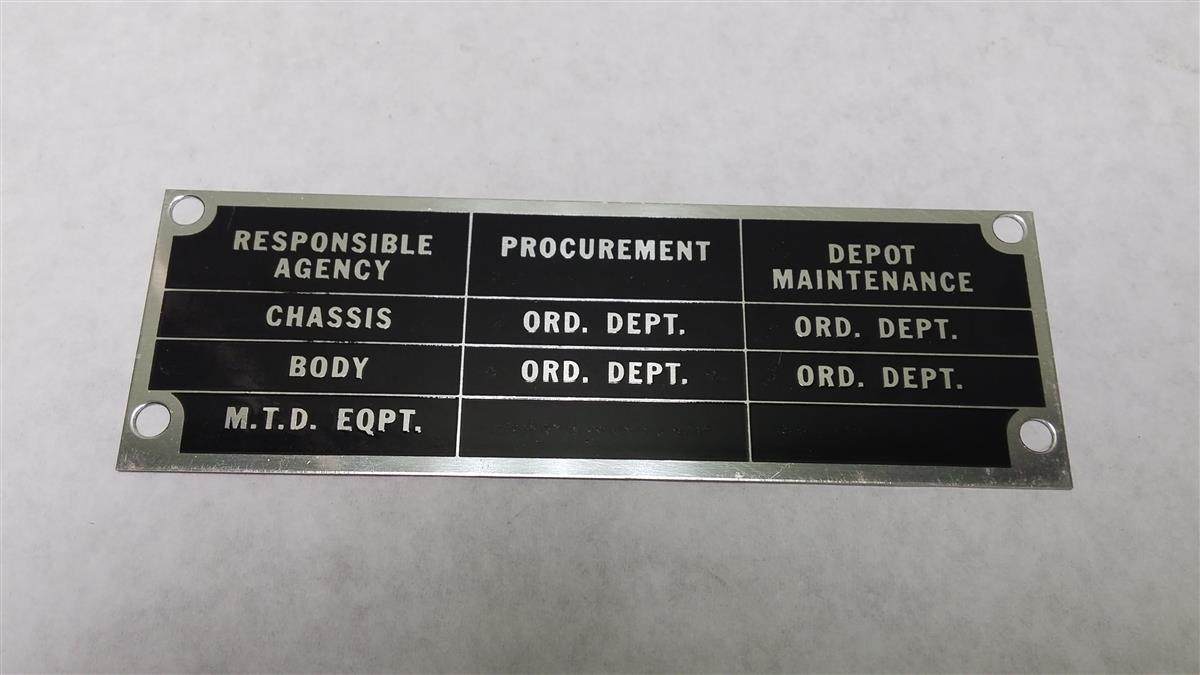 RESPONSIBLE
AGENCY
PROCUREMENT
DEPOT
MAINTENANCE
CHASSIS
ORD. DEPT.
ORD. DEPT.
BODY
ORD. DEPT.
ORD. DEPT.
M.T.D. EQPT.